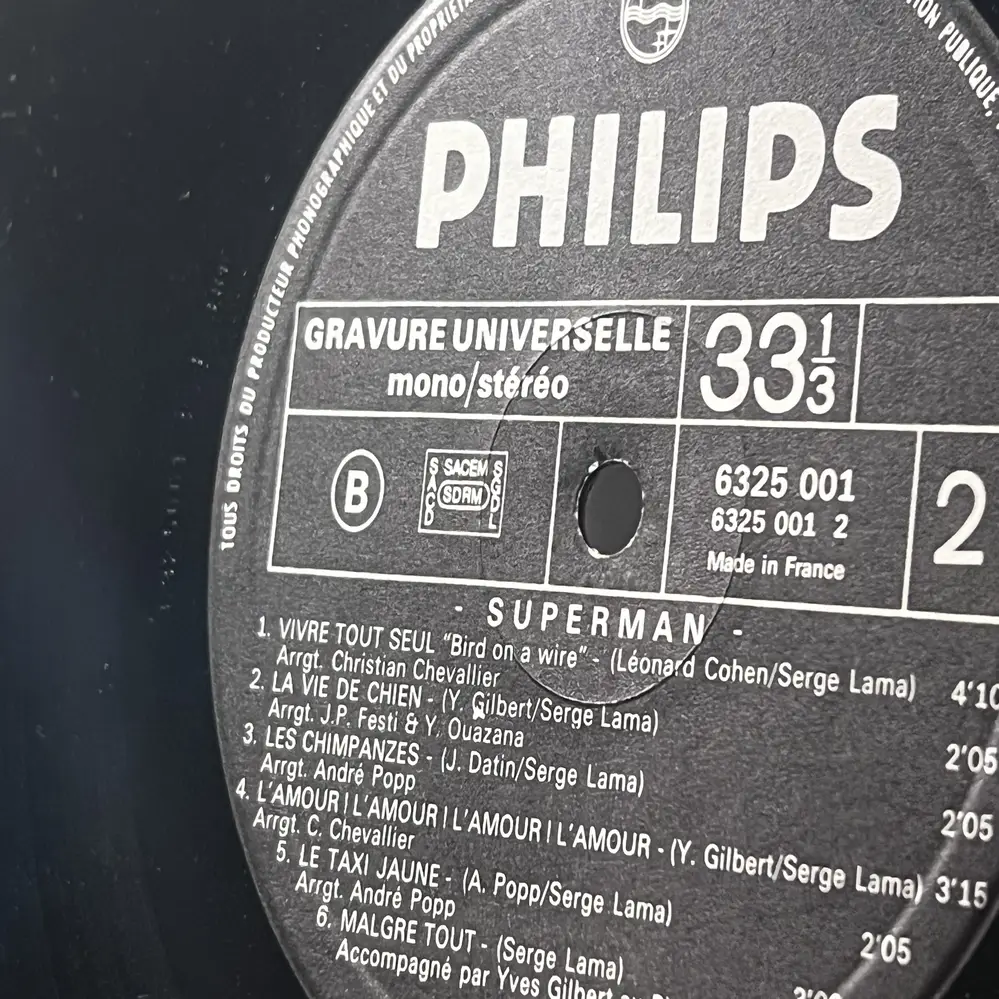 TOUS DROITS DU PRODUCTEUR PHONOGRAPHIQUE ET DU
PUBLIQUE,
PHILIPS
GRAVURE UNIVERSELLE
mono/stéréo
33 1/3
B
SACEM
SACD
SDRM
SGDL
6325 001
6325 001 2
Made in France
2
- SUPERMAN -
1. VIVRE TOUT SEUL "Bird on a wire" - (Léonard Cohen/Serge Lama)
Arrgt. Christian Chevallier
4'10
2. LA VIE DE CHIEN - (Y. Gilbert/Serge Lama)
Arrgt. J.P. Festi & Y. Ouazana
2'05
3. LES CHIMPANZES - (J. Datin/Serge Lama)
Arrgt. André Popp
2'05
4. L'AMOUR ! L'AMOUR ! L'AMOUR ! L'AMOUR - (Y. Gilbert/Serge Lama) 3'15
Arrgt. C. Chevallier
5. LE TAXI JAUNE - (A. Popp/Serge Lama)
Arrgt. André Popp
2'05
6. MALGRE TOUT - (Serge Lama)
Accompagné par Yves Gilbert au